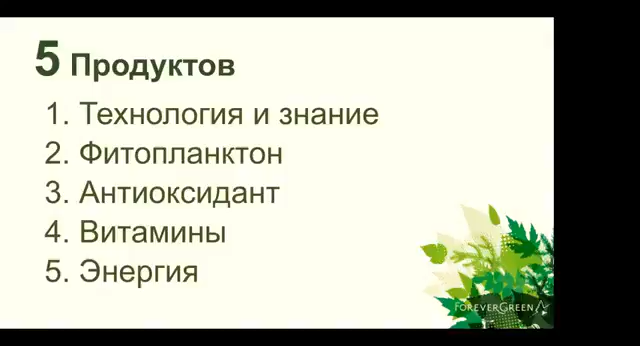 5 Продуктов
1. Технология и знание
2. Фитопланктон
3. Антиоксидант
4. Витамины
5. Энергия
FOREVERGREEN